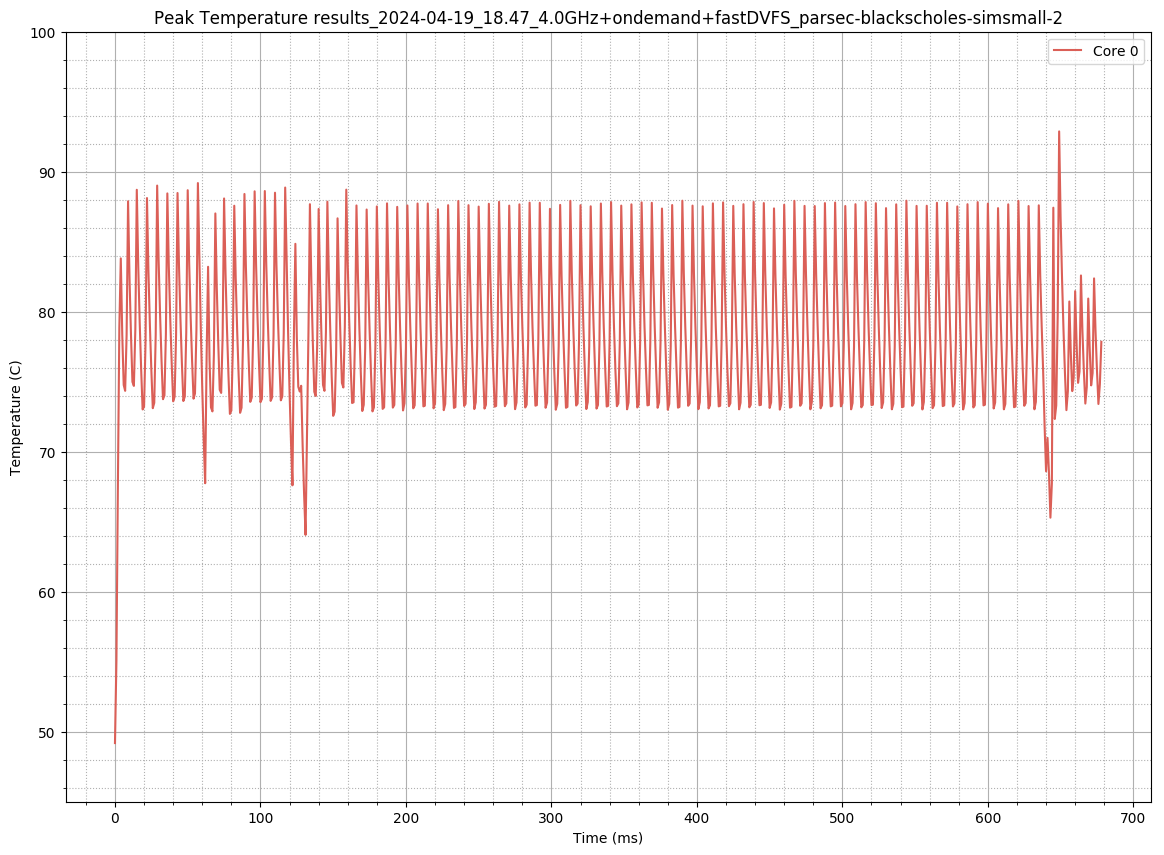 Peak Temperature results_2024-04-19_18.47_4.0GHz+ondemand+fastDVFS_parsec-blackscholes-simsmall-2
Core 0
100
90
80
70
60
50
Temperature (C)
0 100 200 300 400 500 600 700
Time (ms)